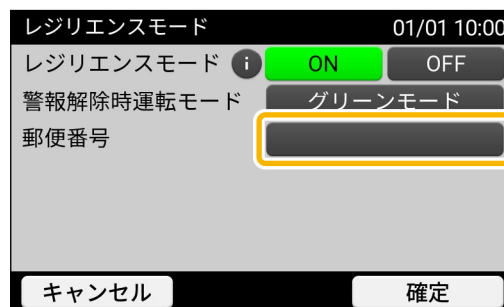 レジリエンスモード 01/01 10:00
レジリエンスモード i ON OFF
警報解除時運転モード グリーンモード
郵便番号
キャンセル 確定